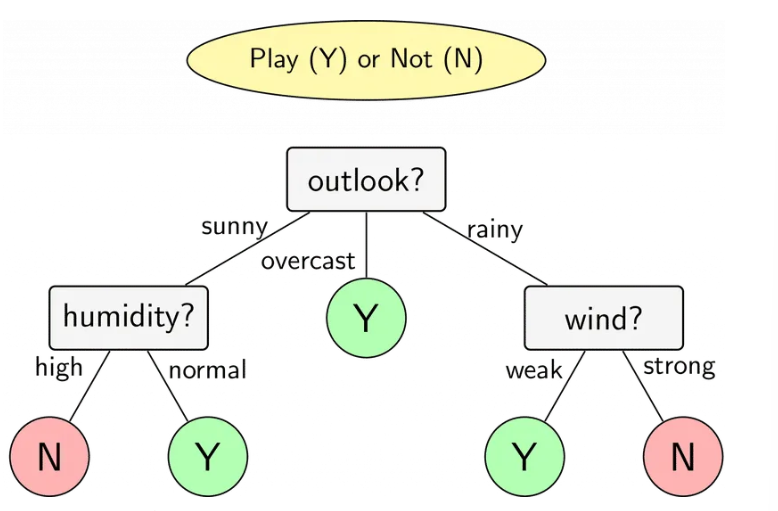 Play (Y) or Not (N)
outlook?
sunny
overcast
rainy
humidity?
Y
wind?
high
normal
weak
strong
N
Y
Y
N